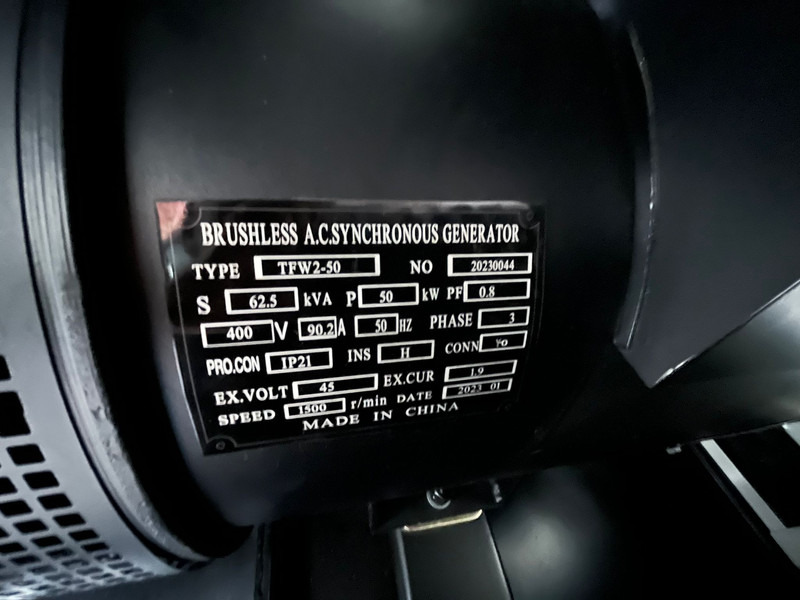 BRUSHLESS A.C.SYNCHRONOUS GENERATOR
TYPE TFW2-50 NO 20230044
S 62.5 kVA P 50 kW PF 0.8
400 V 90.2 A 50 HZ PHASE 3
PRO.CON IP21 INS H CONN Yo
EX.VOLT 45 EX.CUR 1.9
SPEED 1500 r/min DATE 2023 01
MADE IN CHINA